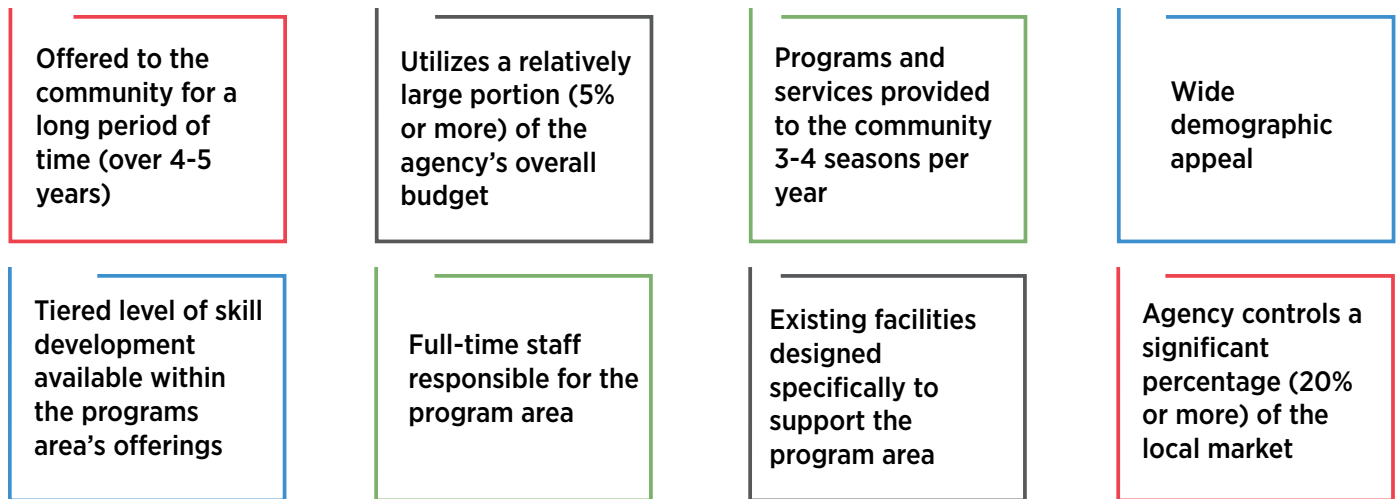 Offered to the
community for a
long period of
time (over 4-5
years)
Utilizes a relatively
large portion (5%
or more) of the
agency’s overall
budget
Programs and
services provided
to the community
3-4 seasons per
year
Wide
demographic
appeal
Tiered level of skill
development
available within
the programs
area’s offerings
Full-time staff
responsible for the
program area
Existing facilities
designed
specifically to
support the
program area
Agency controls a
significant
percentage (20%
or more) of the
local market